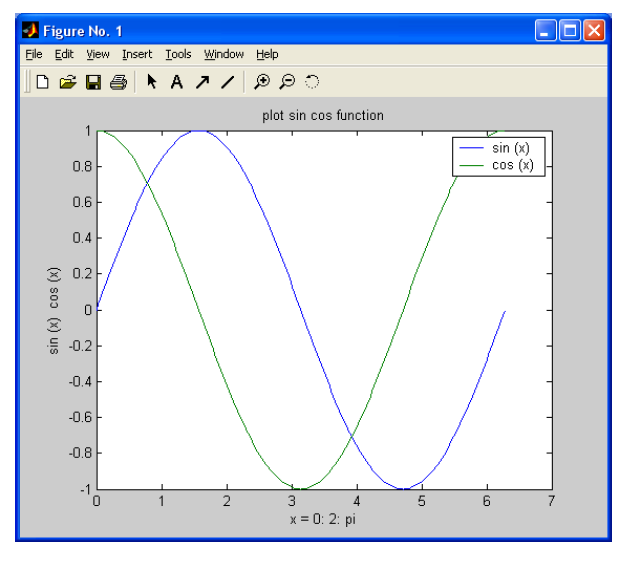 Figure No. 1
File Edit View Insert Tools Window Help
A
plot sin cos function
sin (x)
cos (x)
1
0.8
0.6
0.4
0.2
0
-0.2
-0.4
-0.6
-0.8
-1
sin (x) cos (x)
0 1 2 3 4 5 6 7
x = 0: 2: pi